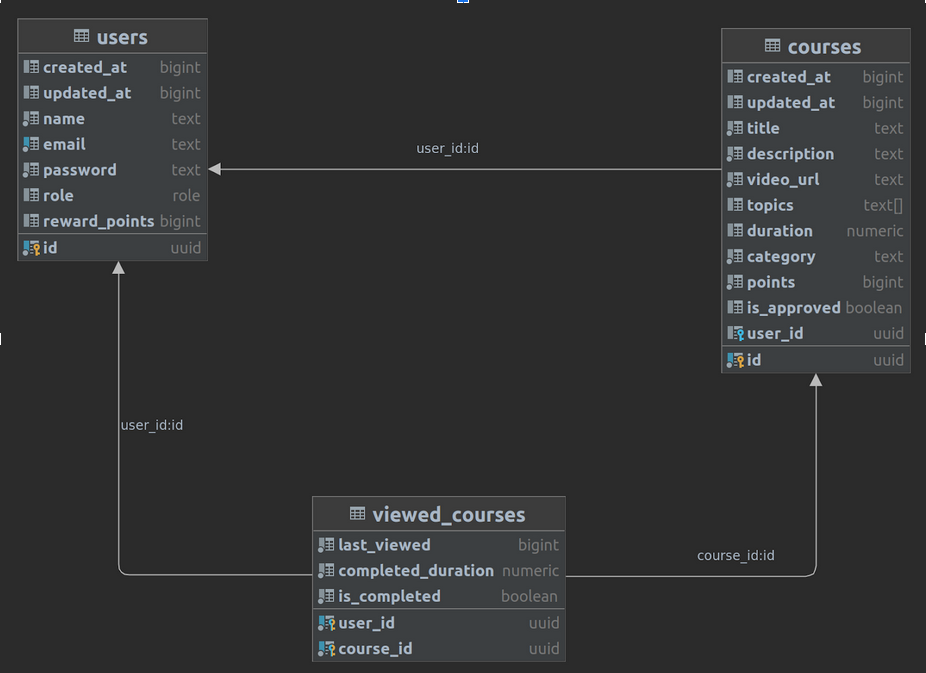 users
created_at bigint
updated_at bigint
name text
email text
password text
role role
reward_points bigint
id uuid
user_id:id
courses
created_at bigint
updated_at bigint
title text
description text
video_url text
topics text[]
duration numeric
category text
points bigint
is_approved boolean
user_id uuid
id uuid
user_id:id
viewed_courses
last_viewed bigint
completed_duration numeric
is_completed boolean
user_id uuid
course_id uuid
course_id:id